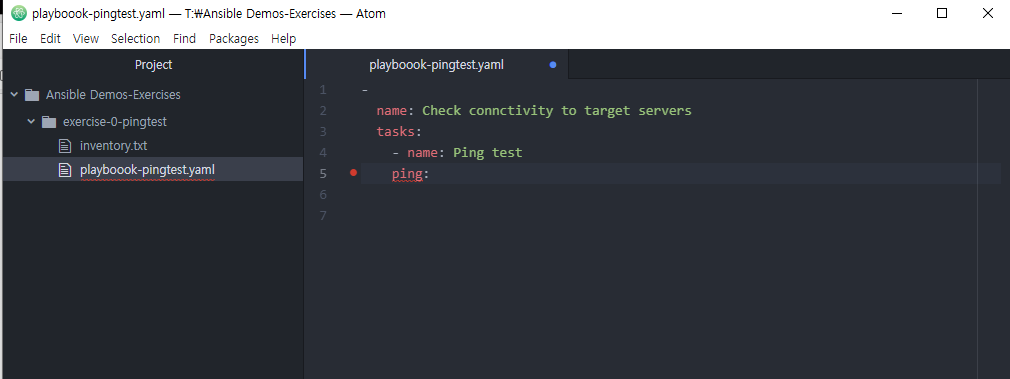 playboook-pingtest.yaml — T:₩Ansible Demos-Exercises — Atom
File Edit View Selection Find Packages Help
Project
playboook-pingtest.yaml
Ansible Demos-Exercises
exercise-0-pingtest
inventory.txt
playboook-pingtest.yaml
1 -
2 name: Check connctivity to target servers
3 tasks:
4 - name: Ping test
5 ping:
6
7